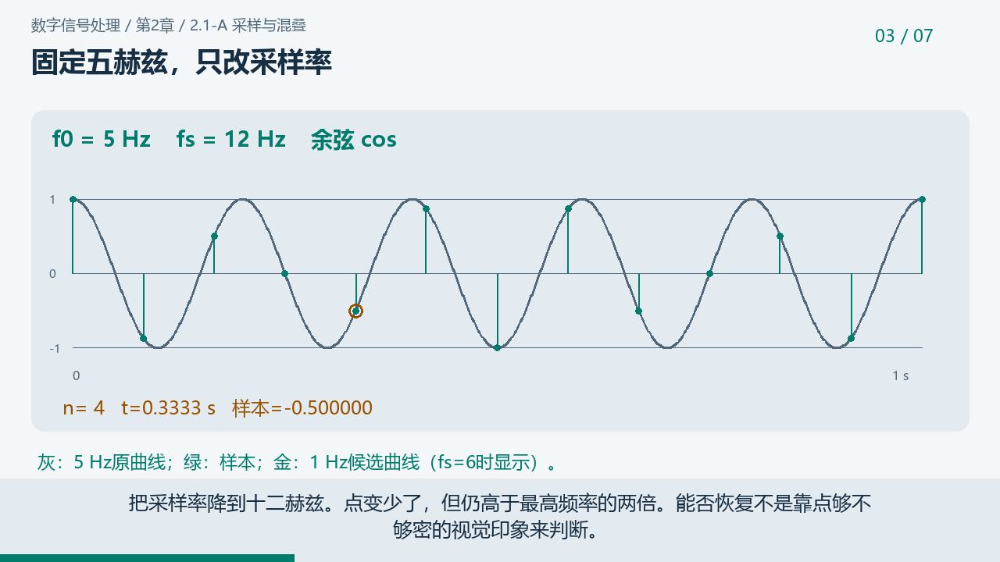 数字信号处理 / 第2章 / 2.1-A 采样与混叠
03 / 07
固定五赫兹，只改采样率
f0 = 5 Hz fs = 12 Hz 余弦 cos
1
0
-1
0
1 s
n= 4 t=0.3333 s 样本=-0.500000
灰：5 Hz原曲线；绿：样本；金：1 Hz候选曲线（fs=6时显示）。
把采样率降到十二赫兹。点变少了，但仍高于最高频率的两倍。能否恢复不是靠点够不
够密的视觉印象来判断。